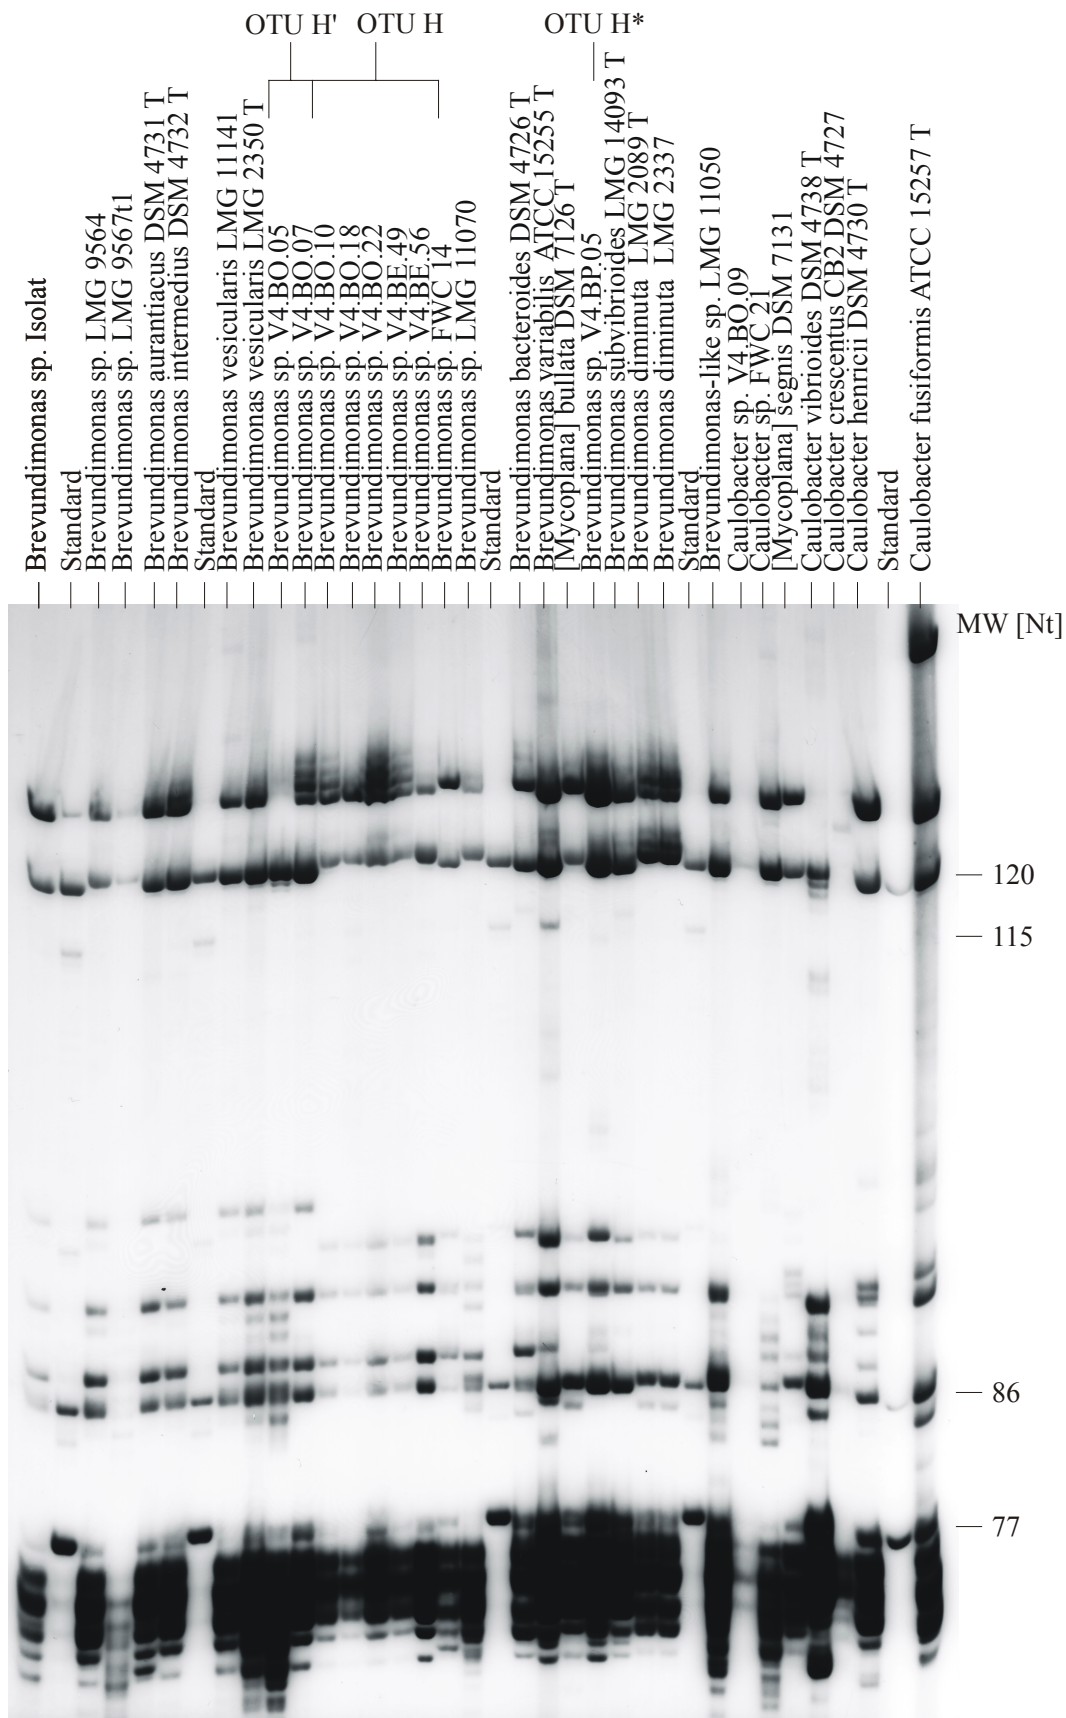 OTU H'
OTU H
OTU H*
Brevundimonas sp. Isolat
Standard
Brevundimonas sp. LMG 9564
Brevundimonas sp. LMG 9567t1
Brevundimonas aurantiacus DSM 4731 T
Brevundimonas intermedius DSM 4732 T
Standard
Brevundimonas vesicularis LMG 11141
Brevundimonas vesicularis LMG 2350 T
Brevundimonas sp. V4.BO.05
Brevundimonas sp. V4.BO.07
Brevundimonas sp. V4.BO.10
Brevundimonas sp. V4.BO.18
Brevundimonas sp. V4.BO.22
Brevundimonas sp. V4.BE.49
Brevundimonas sp. V4.BE.56
Brevundimonas sp. FWC 14
Brevundimonas sp. LMG 11070
Standard
Brevundimonas bacteroides DSM 4726 T
Brevundimonas variabilis ATCC 15255 T
[Mycoplana] bullata DSM 7126 T
Brevundimonas sp. V4.BP.05
Brevundimonas subvibrioides LMG 14093 T
Brevundimonas diminuta LMG 2089 T
Brevundimonas diminuta LMG 2337
Standard
Brevundimonas-like sp. LMG 11050
Caulobacter sp. V4.BO.09
Caulobacter sp. FWC 21
[Mycoplana] segnis DSM 7131
Caulobacter vibrioides DSM 4738 T
Caulobacter crescentus CB2 DSM 4727
Caulobacter henricii DSM 4730 T
Standard
Caulobacter fusiformis ATCC 15257 T
MW [Nt]
120
115
86
77